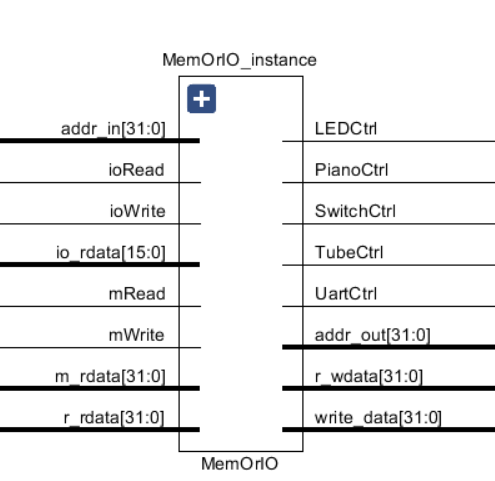 MemOrIO_instance
addr_in[31:0] LEDCtrl
ioRead PianoCtrl
ioWrite SwitchCtrl
io_rdata[15:0] TubeCtrl
mRead UartCtrl
mWrite addr_out[31:0]
m_rdata[31:0] r_wdata[31:0]
r_rdata[31:0] write_data[31:0]
MemOrIO